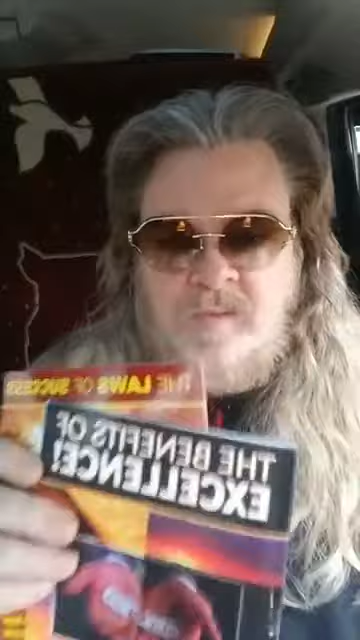 THE LAWS OF SUCCESS
THE BENEFITS OF
EXCELLENCE!